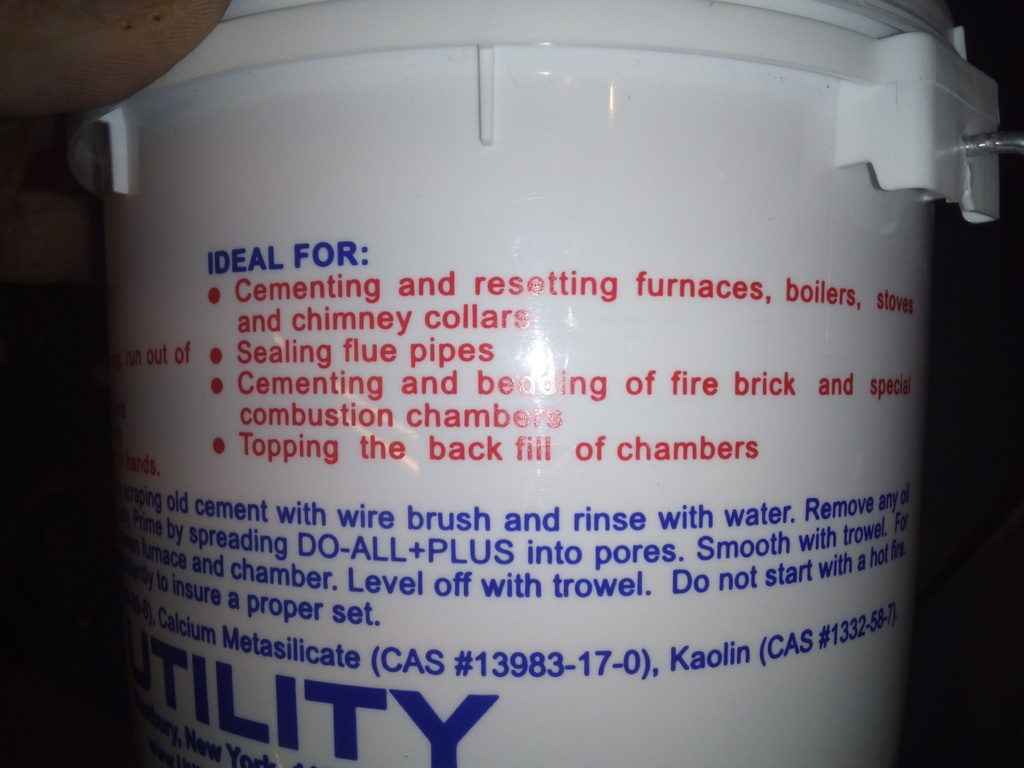 IDEAL FOR:
• Cementing and resetting furnaces, boilers, stoves
and chimney collars
run out of
• Sealing flue pipes
• Cementing and bedding of fire brick and special
combustion chambers
• Topping the back fill of chambers
hands.
scraping old cement with wire brush and rinse with water. Remove any oil
Prime by spreading DO-ALL+PLUS into pores. Smooth with trowel. For
furnace and chamber. Level off with trowel. Do not start with a hot fire.
to insure a proper set.
Calcium Metasilicate (CAS #13983-17-0), Kaolin (CAS #1332-58-7).
UTILITY
New York